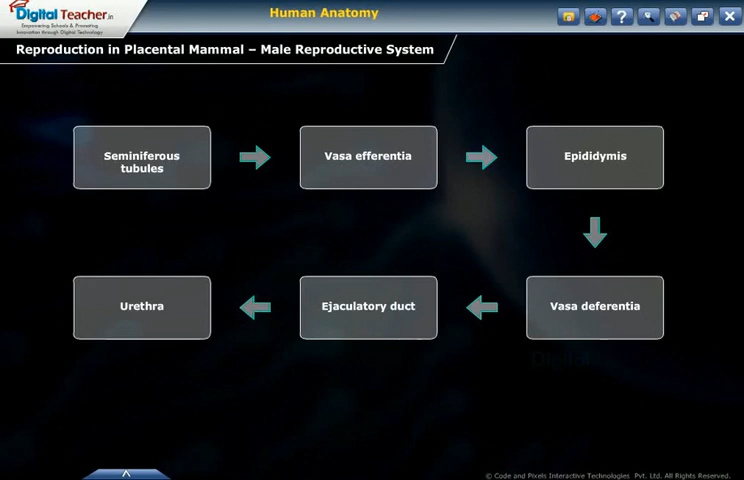 Digital Teacher.in
Empowering Schools & Promoting
Innovation through Digital Technology
Human Anatomy
Reproduction in Placental Mammal – Male Reproductive System
Seminiferous
tubules
Vasa efferentia
Epididymis
Urethra
Ejaculatory duct
Vasa deferentia
Digital
© Code and Pixels Interactive Technologies Pvt. Ltd. All Rights Reserved.